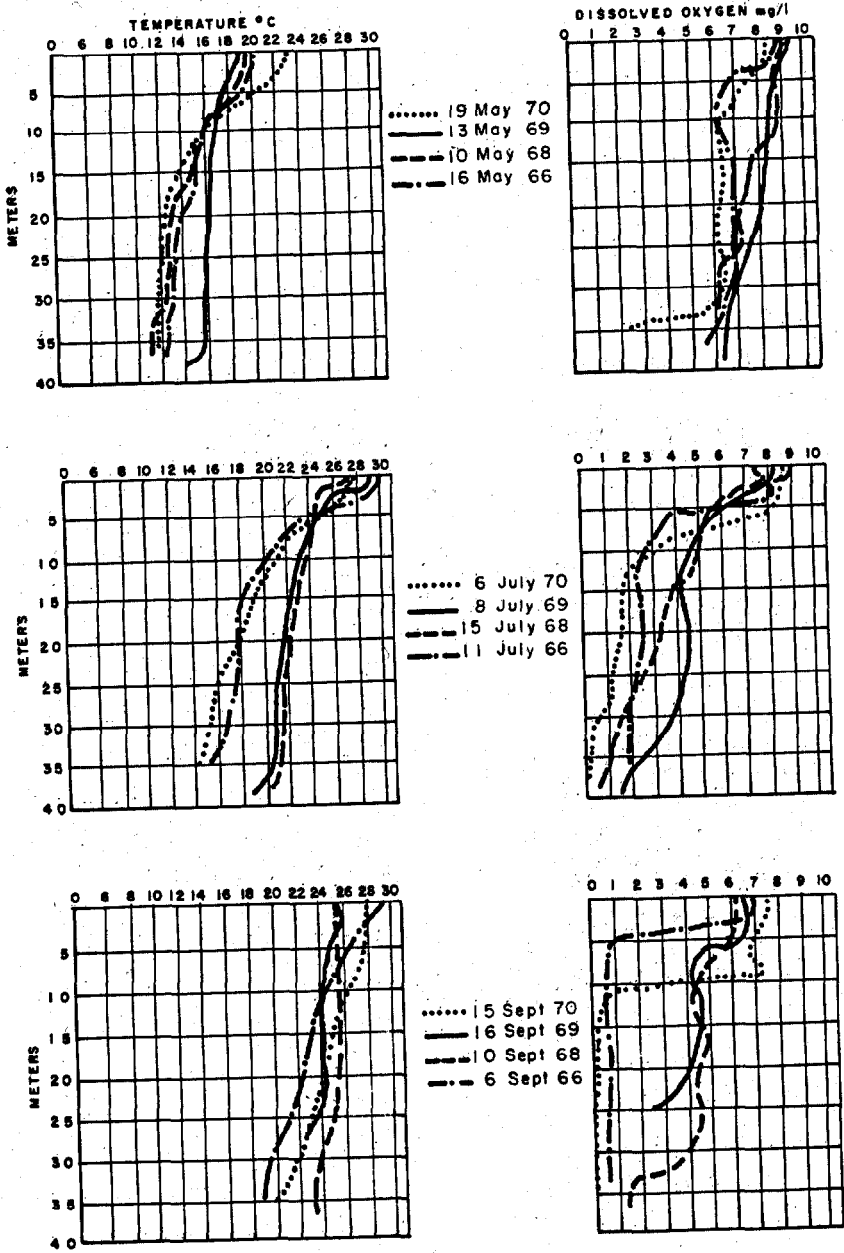 TEMPERATURE °C
0 6 8 10 12 14 16 18 20 22 24 26 28 30
5
10
15
20
25
30
35
40
METERS
19 May 70
13 May 69
10 May 68
16 May 66
DISSOLVED OXYGEN mg/l
0 1 2 3 4 5 6 7 8 9 10
0 6 8 10 12 14 16 18 20 22 24 26 28 30
5
10
15
20
25
30
35
40
METERS
6 July 70
8 July 69
15 July 68
11 July 66
0 1 2 3 4 5 6 7 8 9 10
0 6 8 10 12 14 16 18 20 22 24 26 28 30
5
10
15
20
25
30
35
40
METERS
15 Sept 70
16 Sept 69
10 Sept 68
6 Sept 66
0 1 2 3 4 5 6 7 8 9 10